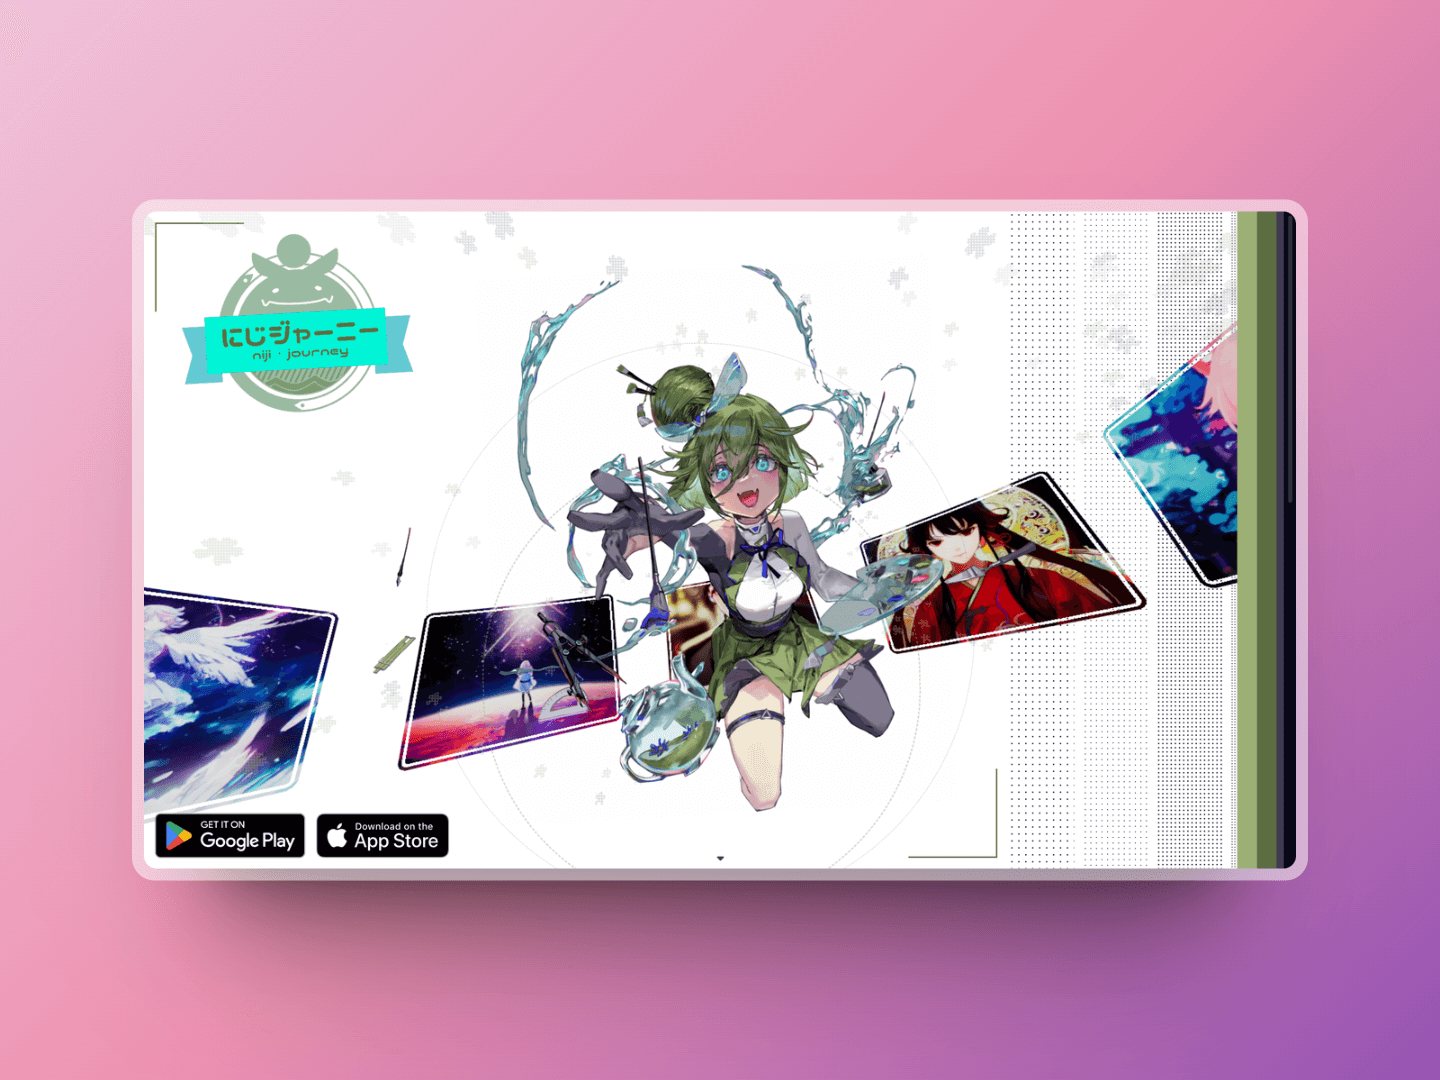 にじジャーニー
niji · journey
GET IT ON
Google Play
Download on the
App Store